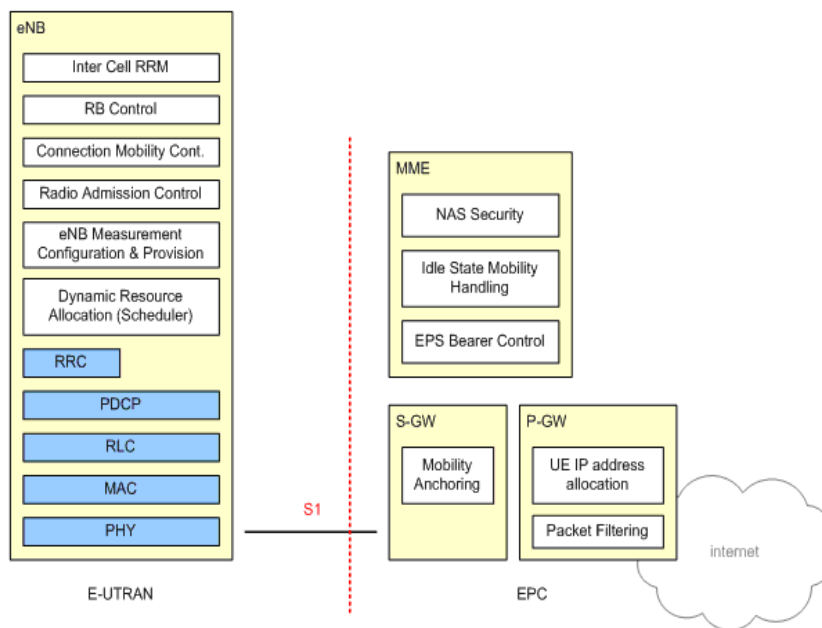 eNB
Inter Cell RRM
RB Control
Connection Mobility Cont.
Radio Admission Control
eNB Measurement
Configuration & Provision
Dynamic Resource
Allocation (Scheduler)
RRC
PDCP
RLC
MAC
PHY
S1
MME
NAS Security
Idle State Mobility
Handling
EPS Bearer Control
S-GW
Mobility
Anchoring
P-GW
UE IP address
allocation
Packet Filtering
internet
E-UTRAN
EPC